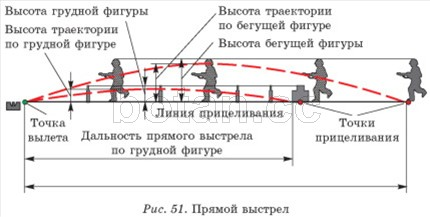 Высота грудной фигуры
Высота траектории
по грудной фигуре
Высота траектории
по бегущей фигуре
Высота бегущей фигуры
Точка
вылета
Линия прицеливания
Дальность прямого выстрела
по грудной фигуре
Точки
прицеливания
Рис. 51. Прямой выстрел